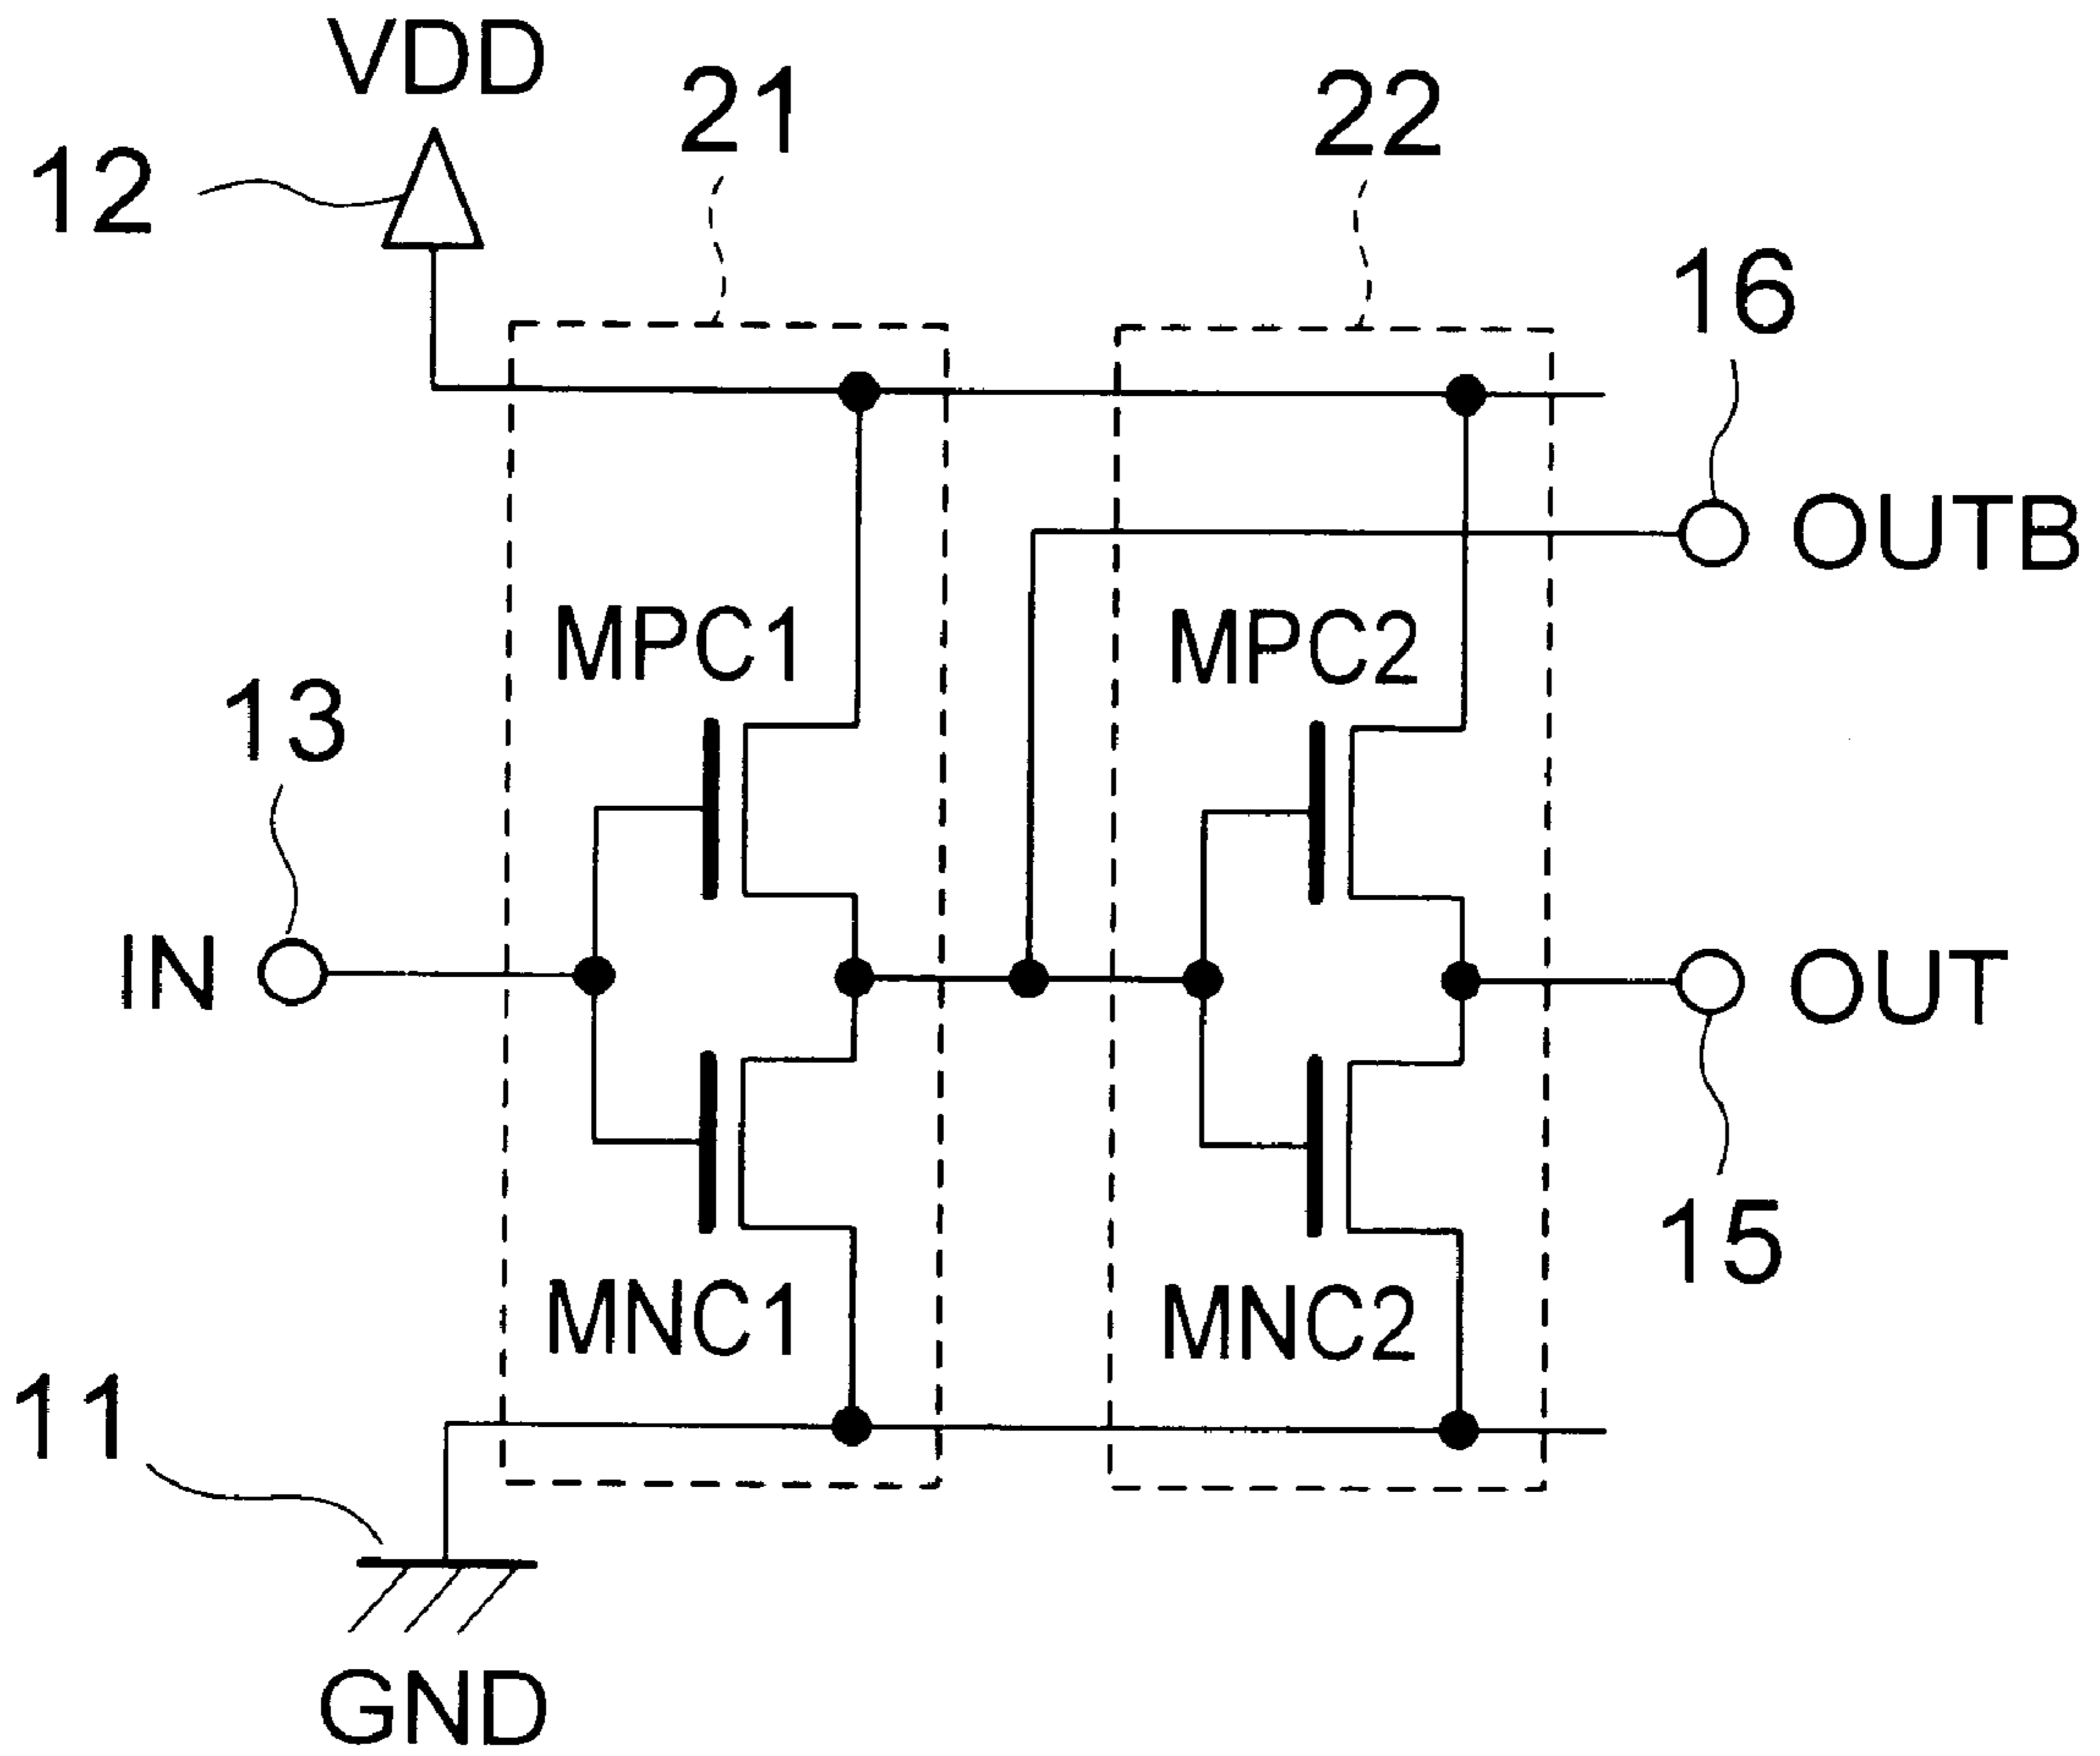 VDD
21
22
12
16
OUTB
MPC1
MPC2
13
IN
OUT
15
MNC1
MNC2
11
GND